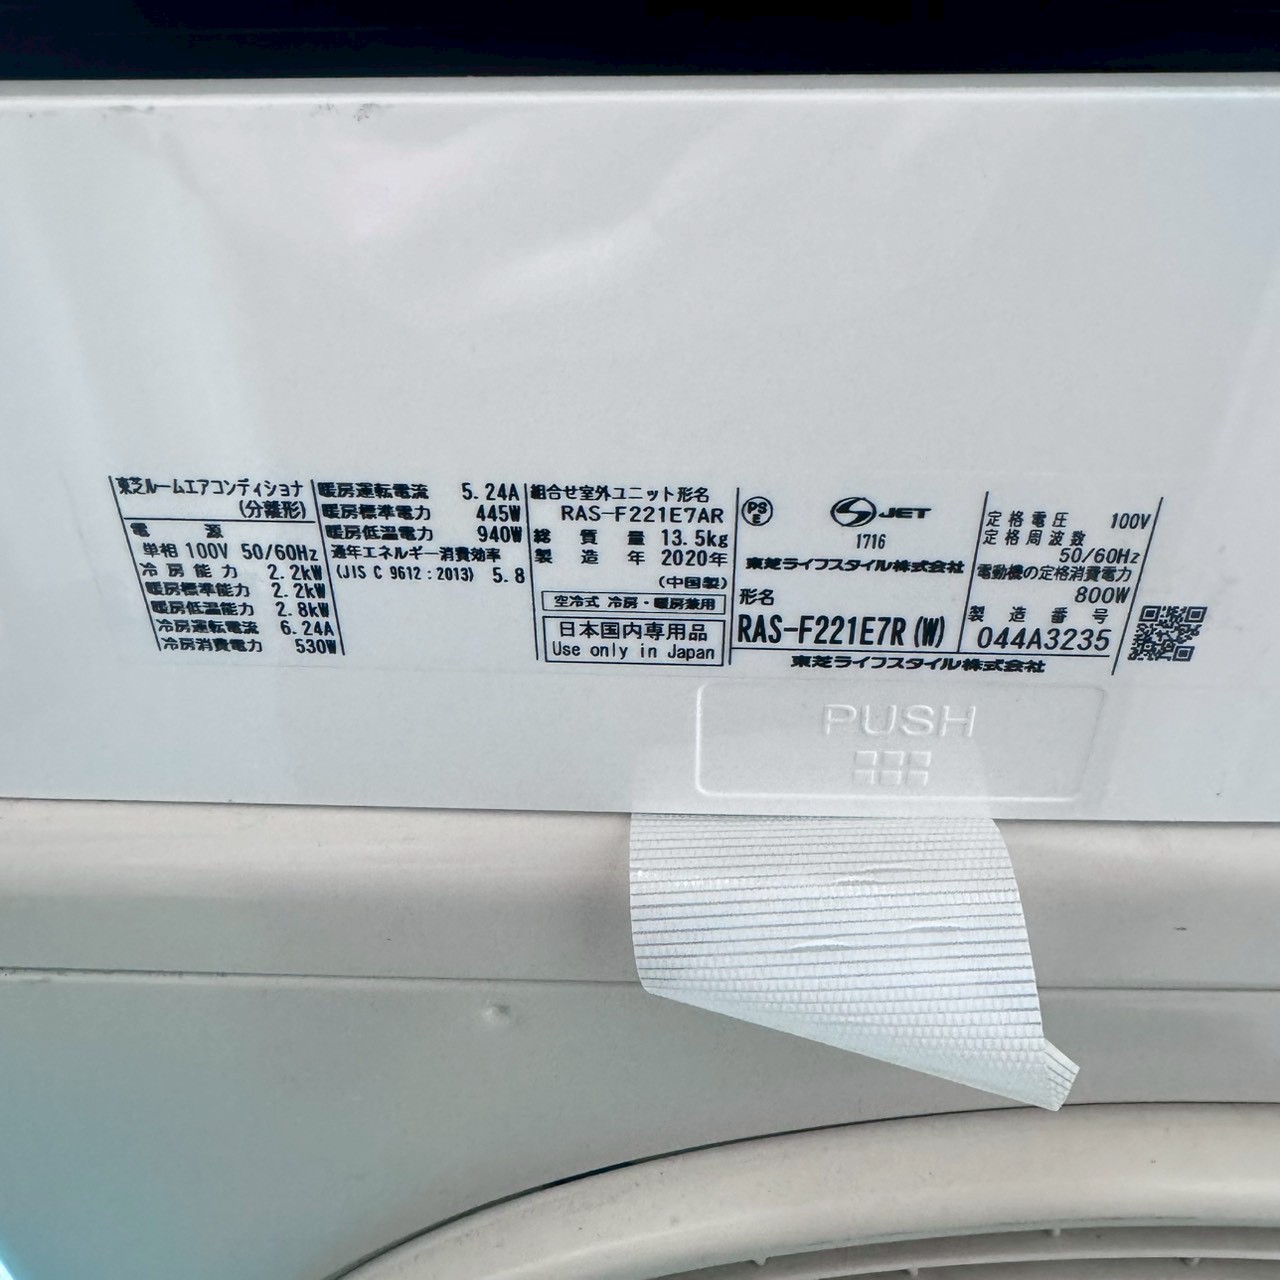 東芝ルームエアコンディショナ
(分離形)
電源
単相 100V 50/60Hz
冷房能力 2.2kW
暖房標準能力 2.2kW
暖房低温能力 2.8kW
冷房運転電流 6.24A
冷房消費電力 530W
暖房運転電流 5.24A
暖房標準電力 445W
暖房低温電力 940W
通年エネルギー消費効率
(JIS C 9612:2013) 5.8
組合せ室外ユニット形名
RAS-F221E7AR
総質量 13.5kg
製造年 2020年
(中国製)
空冷式 冷房・暖房兼用
日本国内専用品
Use only in Japan
PSE
JET
1716
東芝ライフスタイル株式会社
形名
RAS-F221E7R(W)
定格電圧 100V
定格周波数
50/60Hz
電動機の定格消費電力
800W
製造番号
044A3235
東芝ライフスタイル株式会社
PUSH